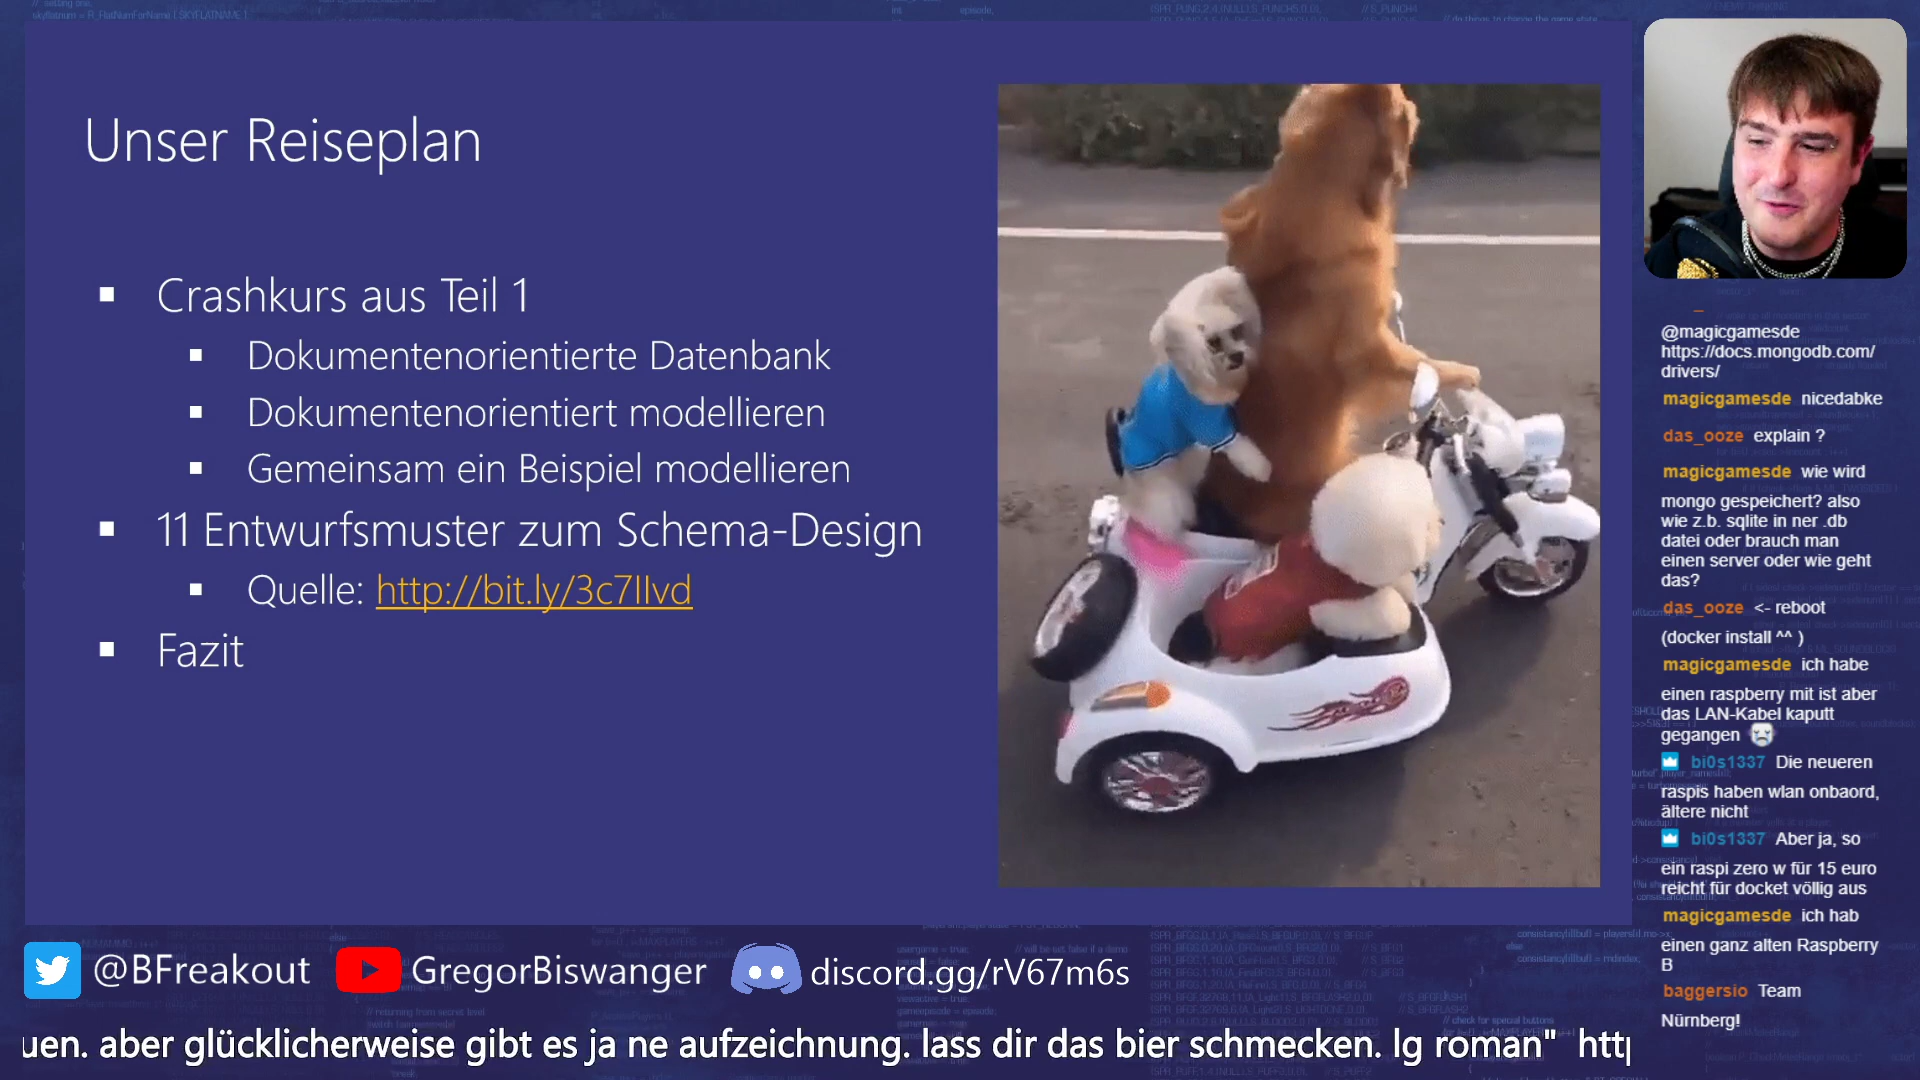 Unser Reiseplan
Crashkurs aus Teil 1
Dokumentenorientierte Datenbank
Dokumentenorientiert modellieren
Gemeinsam ein Beispiel modellieren
11 Entwurfsmuster zum Schema-Design
Quelle: http://bit.ly/3c7IIvd
Fazit
@magicgamesde
https://docs.mongodb.com/
drivers/
magicgamesde nicedabke
das_ooze explain ?
magicgamesde wie wird
mongo gespeichert? also
wie z.b. sqlite in ner .db
datei oder brauch man
einen server oder wie geht
das?
das_ooze <- reboot
(docker install ^^ )
magicgamesde ich habe
einen raspberry mit ist aber
das LAN-Kabel kaputt
gegangen
bi0s1337 Die neueren
raspis haben wlan onbaord,
ältere nicht
bi0s1337 Aber ja, so
ein raspi zero w für 15 euro
reicht für docket völlig aus
magicgamesde ich hab
einen ganz alten Raspberry
B
baggersio Team
Nürnberg!
@BFreakout GregorBiswanger discord.gg/rV67m6s
uen. aber glücklicherweise gibt es ja ne aufzeichnung. lass dir das bier schmecken. lg roman" http